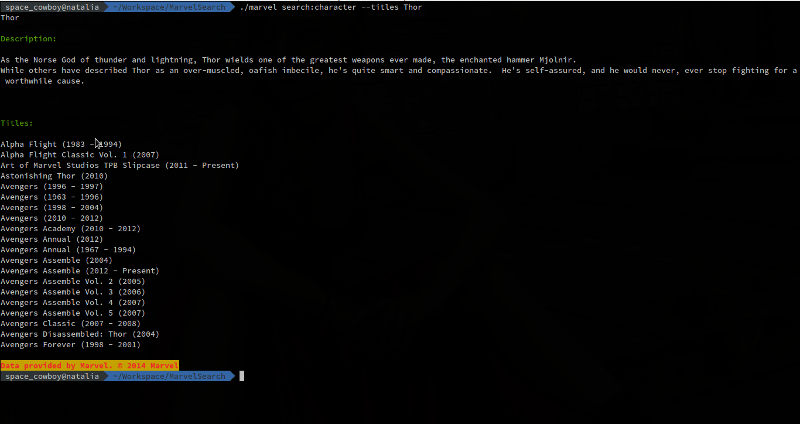 space_cowboy@natalia ~/Workspace/MarvelSearch ./marvel search:character --titles Thor
Thor
Description:
As the Norse God of thunder and lightning, Thor wields one of the greatest weapons ever made, the enchanted hammer Mjolnir.
While others have described Thor as an over-muscled, oafish imbecile, he's quite smart and compassionate.  He's self-assured, and he would never, ever stop fighting for a
worthwhile cause.
Titles:
Alpha Flight (1983 - 1994)
Alpha Flight Classic Vol. 1 (2007)
Art of Marvel Studios TPB Slipcase (2011 - Present)
Astonishing Thor (2010)
Avengers (1996 - 1997)
Avengers (1963 - 1996)
Avengers (1998 - 2004)
Avengers (2010 - 2012)
Avengers Academy (2010 - 2012)
Avengers Annual (2012)
Avengers Annual (1967 - 1994)
Avengers Assemble (2004)
Avengers Assemble (2012 - Present)
Avengers Assemble Vol. 2 (2005)
Avengers Assemble Vol. 3 (2006)
Avengers Assemble Vol. 4 (2007)
Avengers Assemble Vol. 5 (2007)
Avengers Classic (2007 - 2008)
Avengers Disassembled: Thor (2004)
Avengers Forever (1998 - 2001)
Data provided by Marvel. © 2014 Marvel
space_cowboy@natalia ~/Workspace/MarvelSearch